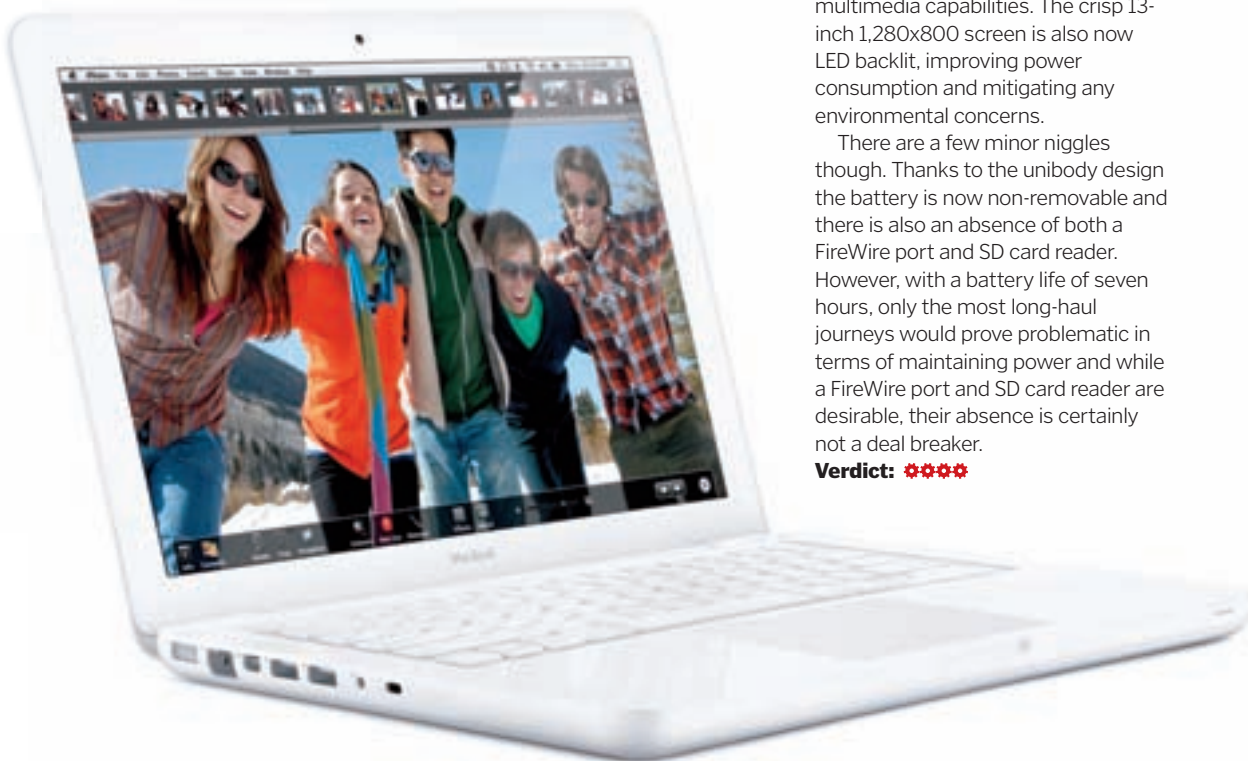 multimedia capabilities. The crisp 13-
inch 1,280x800 screen is also now
LED backlit, improving power
consumption and mitigating any
environmental concerns.
There are a few minor niggles
though. Thanks to the unibody design
the battery is now non-removable and
there is also an absence of both a
FireWire port and SD card reader.
However, with a battery life of seven
hours, only the most long-haul
journeys would prove problematic in
terms of maintaining power and while
a FireWire port and SD card reader are
desirable, their absence is certainly
not a deal breaker.
Verdict:
MacBook